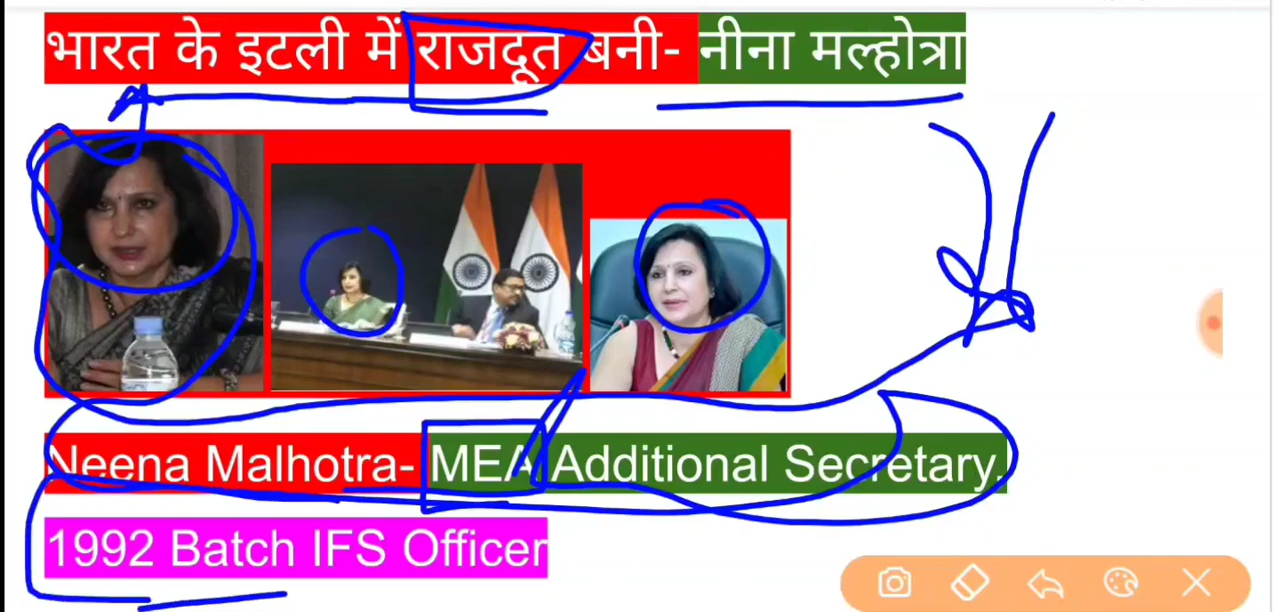 भारत के इटली में राजदूत बनी- नीना मल्होत्रा
Neena Malhotra- MEA Additional Secretary,
1992 Batch IFS Officer